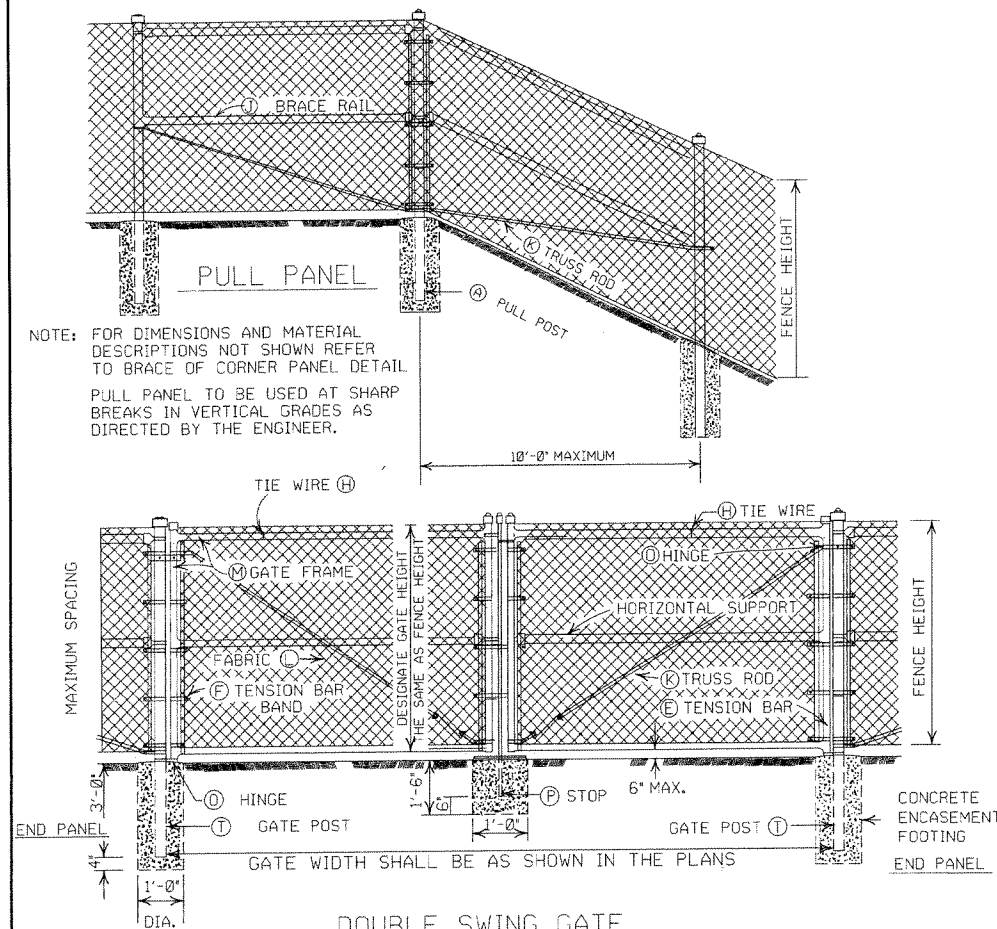 Ⓙ BRACE RAIL
Ⓚ TRUSS ROD
FENCE HEIGHT
PULL PANEL
Ⓐ PULL POST
NOTE: FOR DIMENSIONS AND MATERIAL
DESCRIPTIONS NOT SHOWN REFER
TO BRACE OF CORNER PANEL DETAIL
PULL PANEL TO BE USED AT SHARP
BREAKS IN VERTICAL GRADES AS
DIRECTED BY THE ENGINEER.
10'-0" MAXIMUM
TIE WIRE Ⓗ
Ⓗ TIE WIRE
Ⓞ HINGE
Ⓜ GATE FRAME
HORIZONTAL SUPPORT
MAXIMUM SPACING
DESIGNATE GATE HEIGHT
THE SAME AS FENCE HEIGHT
FENCE HEIGHT
FABRIC Ⓛ
Ⓕ TENSION BAR
BAND
Ⓚ TRUSS ROD
Ⓔ TENSION BAR
3'-0"
1'-6"
6"
6" MAX.
Ⓞ HINGE
Ⓟ STOP
CONCRETE
ENCASEMENT
FOOTING
END PANEL
Ⓣ GATE POST
1'-0"
GATE POST Ⓣ
END PANEL
4"
GATE WIDTH SHALL BE AS SHOWN IN THE PLANS
1'-0"
DIA.
DOUBLE SWING GATE